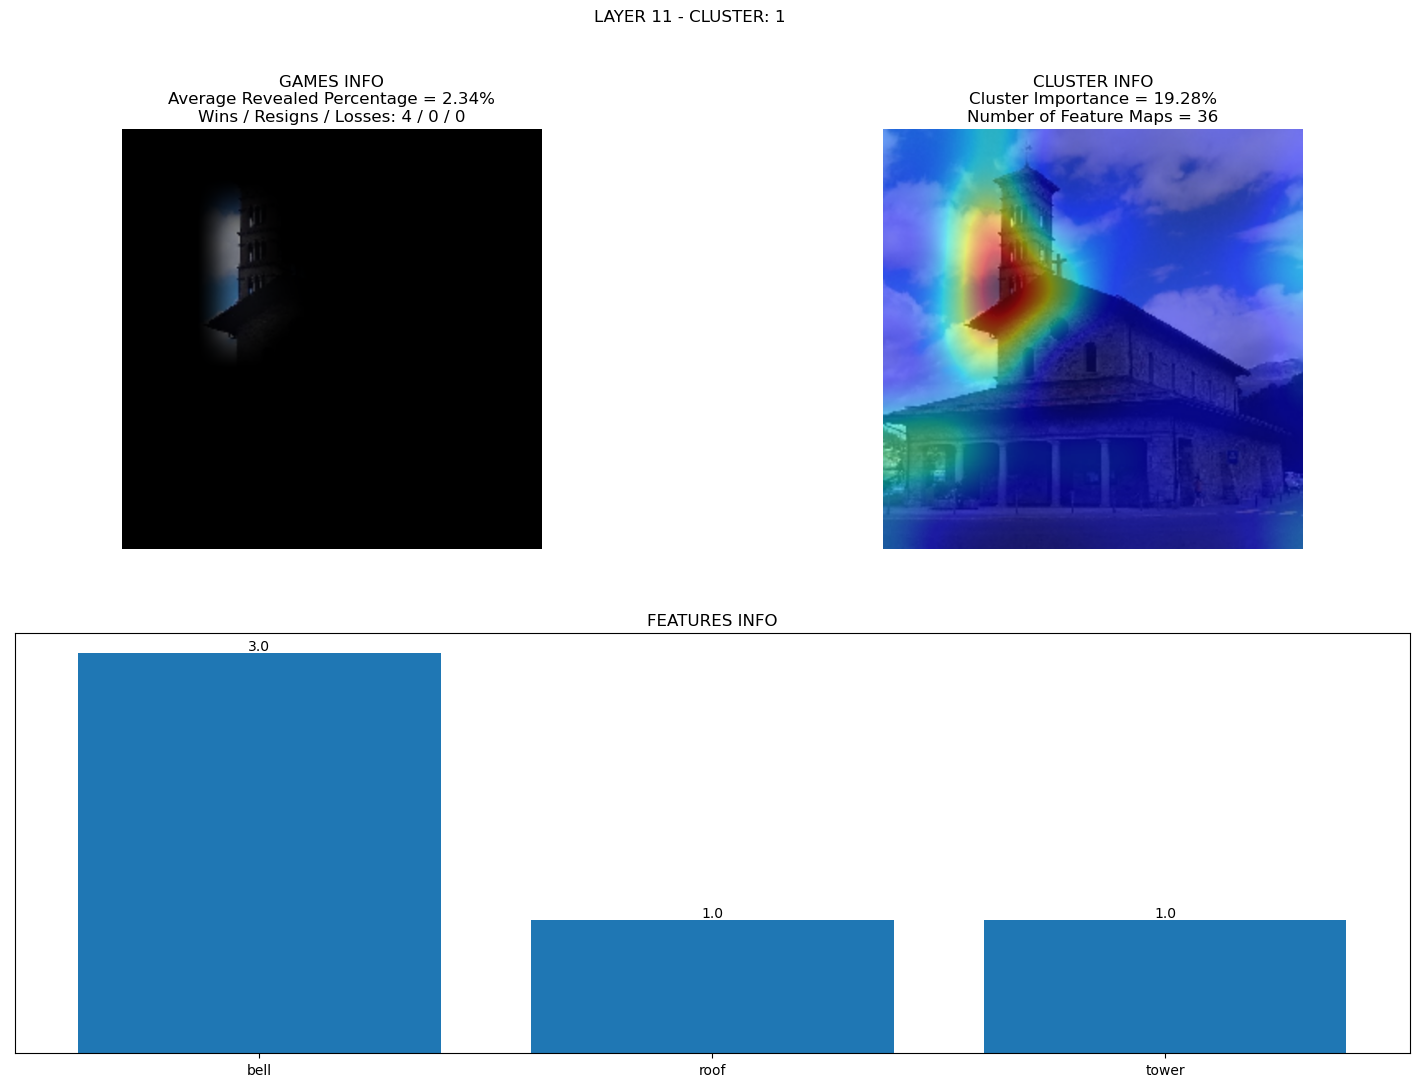 LAYER 11 - CLUSTER: 1
GAMES INFO
Average Revealed Percentage = 2.34%
Wins / Resigns / Losses: 4 / 0 / 0
CLUSTER INFO
Cluster Importance = 19.28%
Number of Feature Maps = 36
FEATURES INFO
3.0
1.0
1.0
bell
roof
tower